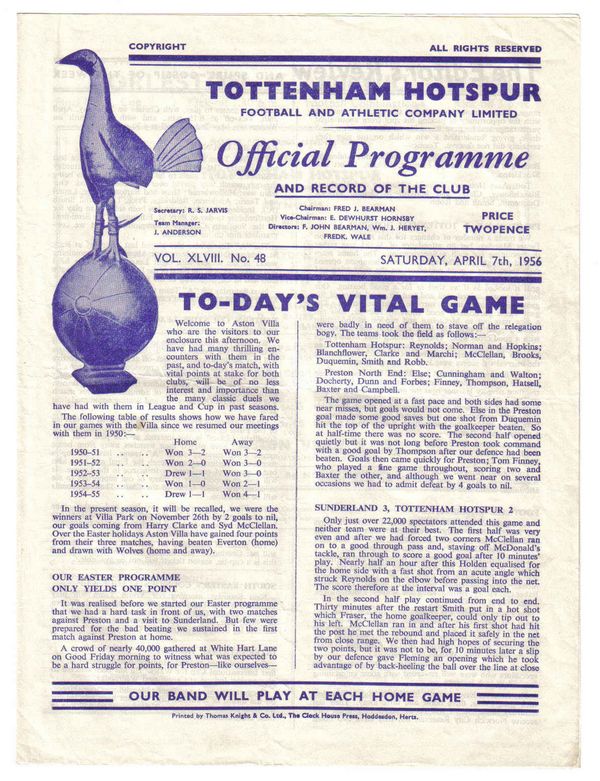 COPYRIGHT ALL RIGHTS RESERVED
TOTTENHAM HOTSPUR
FOOTBALL AND ATHLETIC COMPANY LIMITED
Official Programme
AND RECORD OF THE CLUB
Secretary: R. S. JARVIS
Team Manager:
J. ANDERSON
Chairman: FRED J. BEARMAN
Vice-Chairman: E. DEWHURST HORNSBY
Directors: F. JOHN BEARMAN, Wm. J. HERYET,
FREDK. WALE
PRICE
TWOPENCE
VOL. XLVIII. No. 48 SATURDAY, APRIL 7th, 1956
TO-DAY'S VITAL GAME
Welcome to Aston Villa
who are the visitors to our
enclosure this afternoon. We
have had many thrilling en-
counters with them in the
past, and to-day's match, with
vital points at stake for both
clubs, will be of no less
interest and importance than
the many classic duels we
have had with them in League and Cup in past seasons.
The following table of results shows how we have fared
in our games with the Villa since we resumed our meetings
with them in 1950:—
Home Away
1950–51 .. .. Won 3—2 Won 3—2
1951–52 .. .. Won 2—0 Won 3—0
1952–53 .. .. Drew 1—1 Won 3—0
1953–54 .. .. Won 1—0 Won 2—1
1954–55 .. .. Drew 1—1 Won 4—1
In the present season, it will be recalled, we were the
winners at Villa Park on November 26th by 2 goals to nil,
our goals coming from Harry Clarke and Syd McClellan.
Over the Easter holidays Aston Villa have gained four points
from their three matches, having beaten Everton (home)
and drawn with Wolves (home and away).
OUR EASTER PROGRAMME
ONLY YIELDS ONE POINT
It was realised before we started our Easter programme
that we had a hard task in front of us, with two matches
against Preston and a visit to Sunderland. But few were
prepared for the bad beating we sustained in the first
match against Preston at home.
A crowd of nearly 40,000 gathered at White Hart Lane
on Good Friday morning to witness what was expected to
be a hard struggle for points, for Preston—like ourselves—
were badly in need of them to stave off the relegation
bogy. The teams took the field as follows:—
Tottenham Hotspur: Reynolds; Norman and Hopkins;
Blanchflower, Clarke and Marchi; McClellan, Brooks,
Duquemin, Smith and Robb.
Preston North End: Else; Cunningham and Walton;
Docherty, Dunn and Forbes; Finney, Thompson, Hatsell,
Baxter and Campbell.
The game opened at a fast pace and both sides had some
near misses, but goals would not come. Else in the Preston
goal made some good saves but one shot from Duquemin
hit the top of the upright with the goalkeeper beaten. So
at half-time there was no score. The second half opened
quietly but it was not long before Preston took command
with a good goal by Thompson after our defence had been
beaten. Goals then came quickly for Preston; Tom Finney,
who played a fine game throughout, scoring two and
Baxter the other, and although we went near on several
occasions we had to admit defeat by 4 goals to nil.
SUNDERLAND 3, TOTTENHAM HOTSPUR 2
Only just over 22,000 spectators attended this game and
neither team were at their best. The first half was very
even and after we had forced two corners McClellan ran
on to a good through pass and, staving off McDonald's
tackle, ran through to score a good goal after 10 minutes'
play. Nearly half an hour after this Holden equalised for
the home side with a fast shot from an acute angle which
struck Reynolds on the elbow before passing into the net.
The score therefore at the interval was a goal each.
In the second half play continued from end to end.
Thirty minutes after the restart Smith put in a hot shot
which Fraser, the home goalkeeper, could only tip out to
his left. McClellan ran in and after his first shot had hit
the post he met the rebound and placed it safely in the net
from close range. We then had high hopes of securing the
two points, but it was not to be, for 10 minutes later a slip
by our defence gave Fleming an opening which he took
advantage of by back-heeling the ball over the line at close
OUR BAND WILL PLAY AT EACH HOME GAME
Printed by Thomas Knight & Co. Ltd., The Clock House Press, Hoddesdon, Herts.